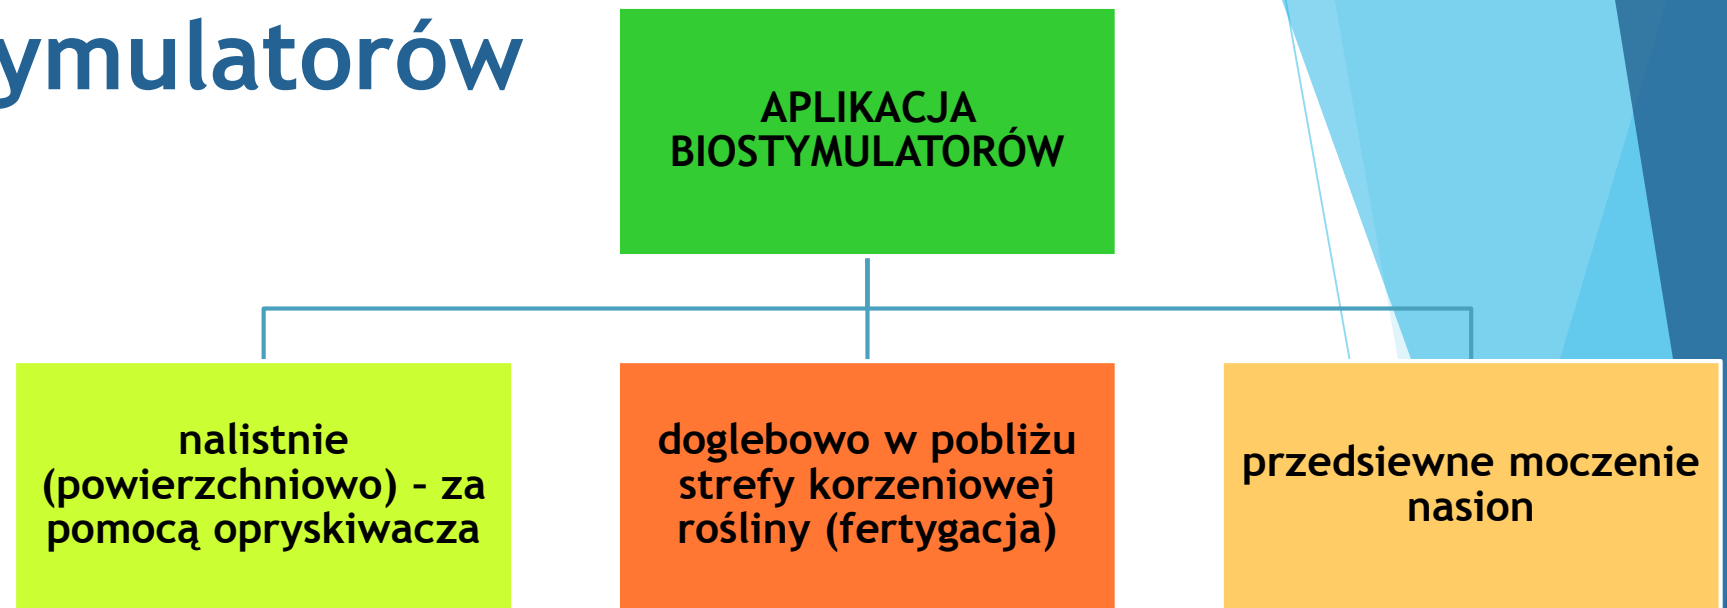 ymulatorów
APLIKACJA
BIOSTYMULATORÓW
nalistnie
(powierzchniowo) – za
pomocą opryskiwacza
doglebowo w pobliżu
strefy korzeniowej
rośliny (fertygacja)
przedsiewne moczenie
nasion